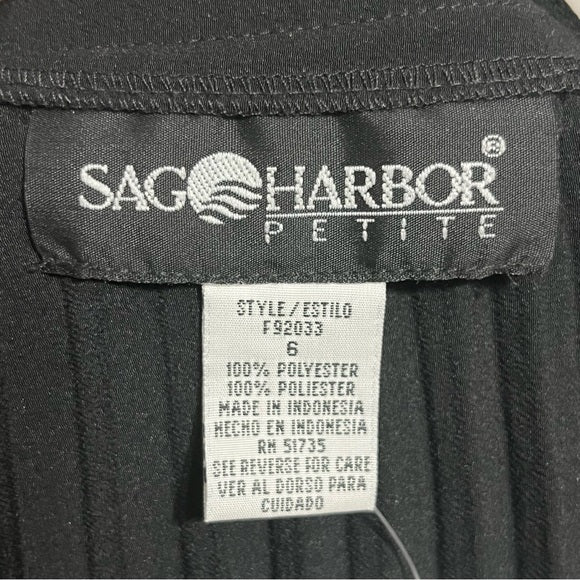 SAG HARBOR®
PETITE
STYLE/ESTILO
F92033
6
100% POLYESTER
100% POLIESTER
MADE IN INDONESIA
HECHO EN INDONESIA
RN 51735
SEE REVERSE FOR CARE
VER AL DORSO PARA
CUIDADO